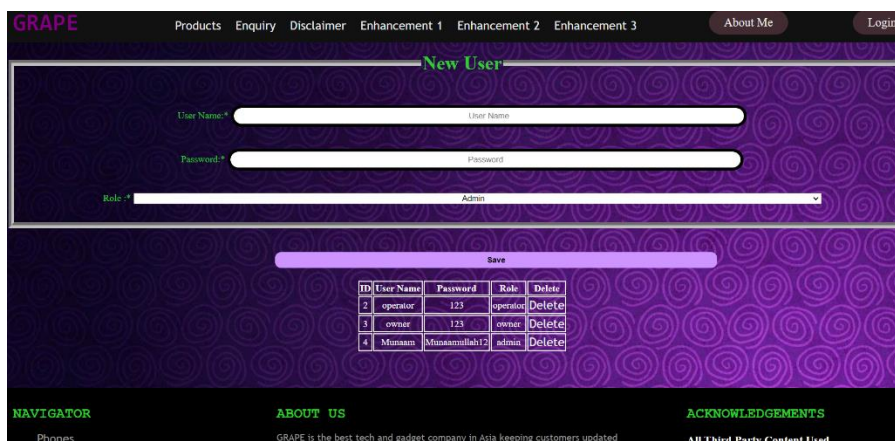 GRAPE Products Enquiry Disclaimer Enhancement 1 Enhancement 2 Enhancement 3 About Me Login
New User
User Name:* User Name
Password:* Password
Role :* Admin
Save
ID User Name Password Role Delete
2 operator 123 operator Delete
3 owner 123 owner Delete
4 Munaam Munaamullah12 admin Delete
NAVIGATOR ABOUT US ACKNOWLEDGEMENTS
Phones GRAPE is the best tech and gadget company in Asia keeping customers updated All Third Party Content Used